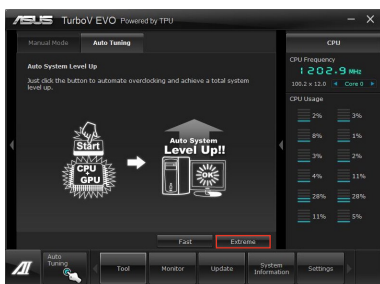 ASUS TurboV EVO Powered by TPU
Manual Mode
Auto Tuning
Auto System Level Up
Just click the button to automate overclocking and achieve a total system
level up.
Start
CPU
GPU
Auto System
Level Up!!
OK
Fast
Extreme
CPU
CPU Frequency
1202.9 MHz
100.2 x 12.0 Core 0
CPU Usage
2% 3%
8% 1%
3% 2%
4% 11%
28% 28%
11% 5%
Auto
Tuning
Tool
Monitor
Update
System
Information
Settings